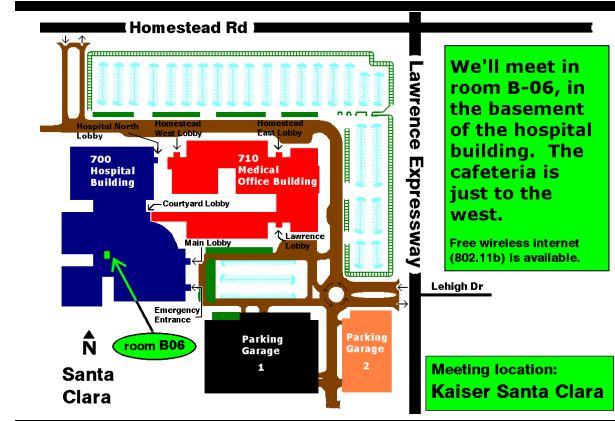 Homestead Rd
Lawrence Expressway
We'll meet in
room B-06, in
the basement
of the hospital
building.  The
cafeteria is
just to the
west.
Free wireless internet
(802.11b) is available.
Hospital North
Lobby
Homestead
West Lobby
Homestead
East Lobby
700
Hospital
Building
710
Medical
Office Building
Courtyard Lobby
Main Lobby
Lawrence
Lobby
Lehigh Dr
Emergency
Entrance
N
room B06
Parking
Garage
1
Parking
Garage
2
Santa
Clara
Meeting location:
Kaiser Santa Clara